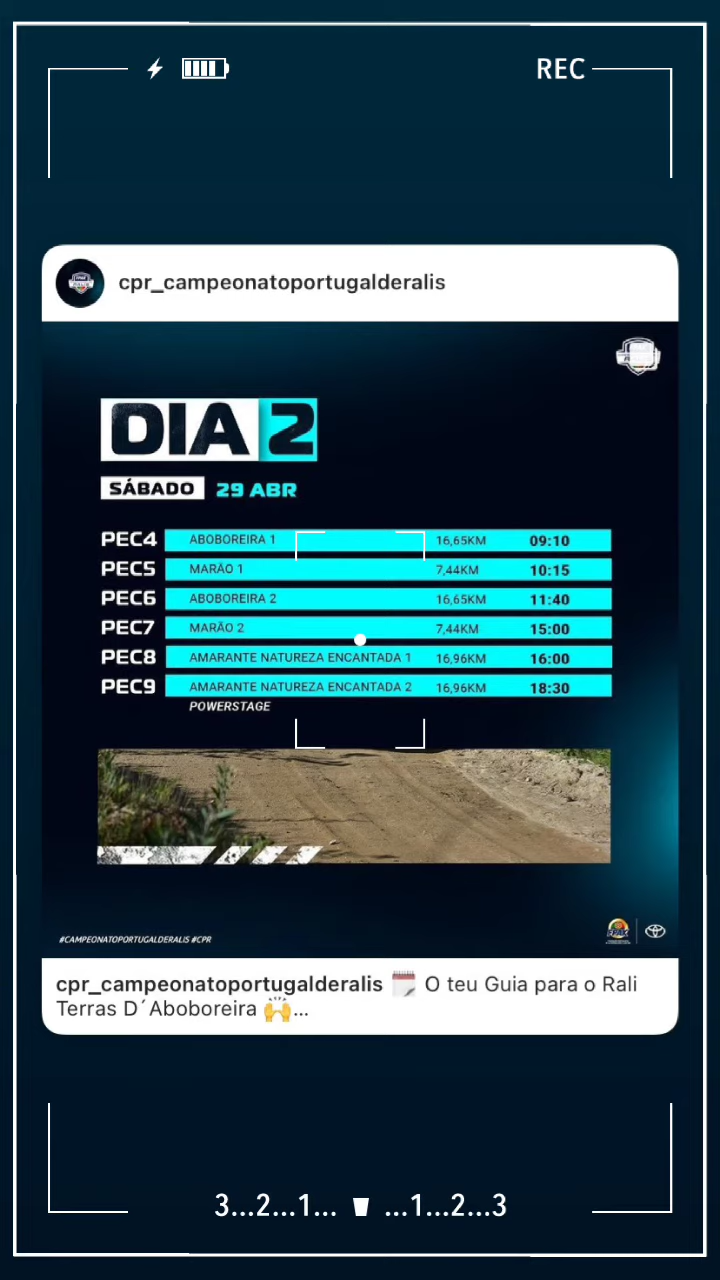 REC
cpr_campeonatoportugalderalis
DIA 2
SÁBADO 29 ABR
PEC4 ABOBOREIRA 1 16,65KM 09:10
PEC5 MARÃO 1 7,44KM 10:15
PEC6 ABOBOREIRA 2 16,65KM 11:40
PEC7 MARÃO 2 7,44KM 15:00
PEC8 AMARANTE NATUREZA ENCANTADA 1 16,96KM 16:00
PEC9 AMARANTE NATUREZA ENCANTADA 2 16,96KM 18:30
POWERSTAGE
#CAMPEONATOPORTUGALDERALIS #CPR
cpr_campeonatoportugalderalis 🗓️ O teu Guia para o Rali
Terras D´Aboboreira 🙌...
3...2...1... ...1...2...3